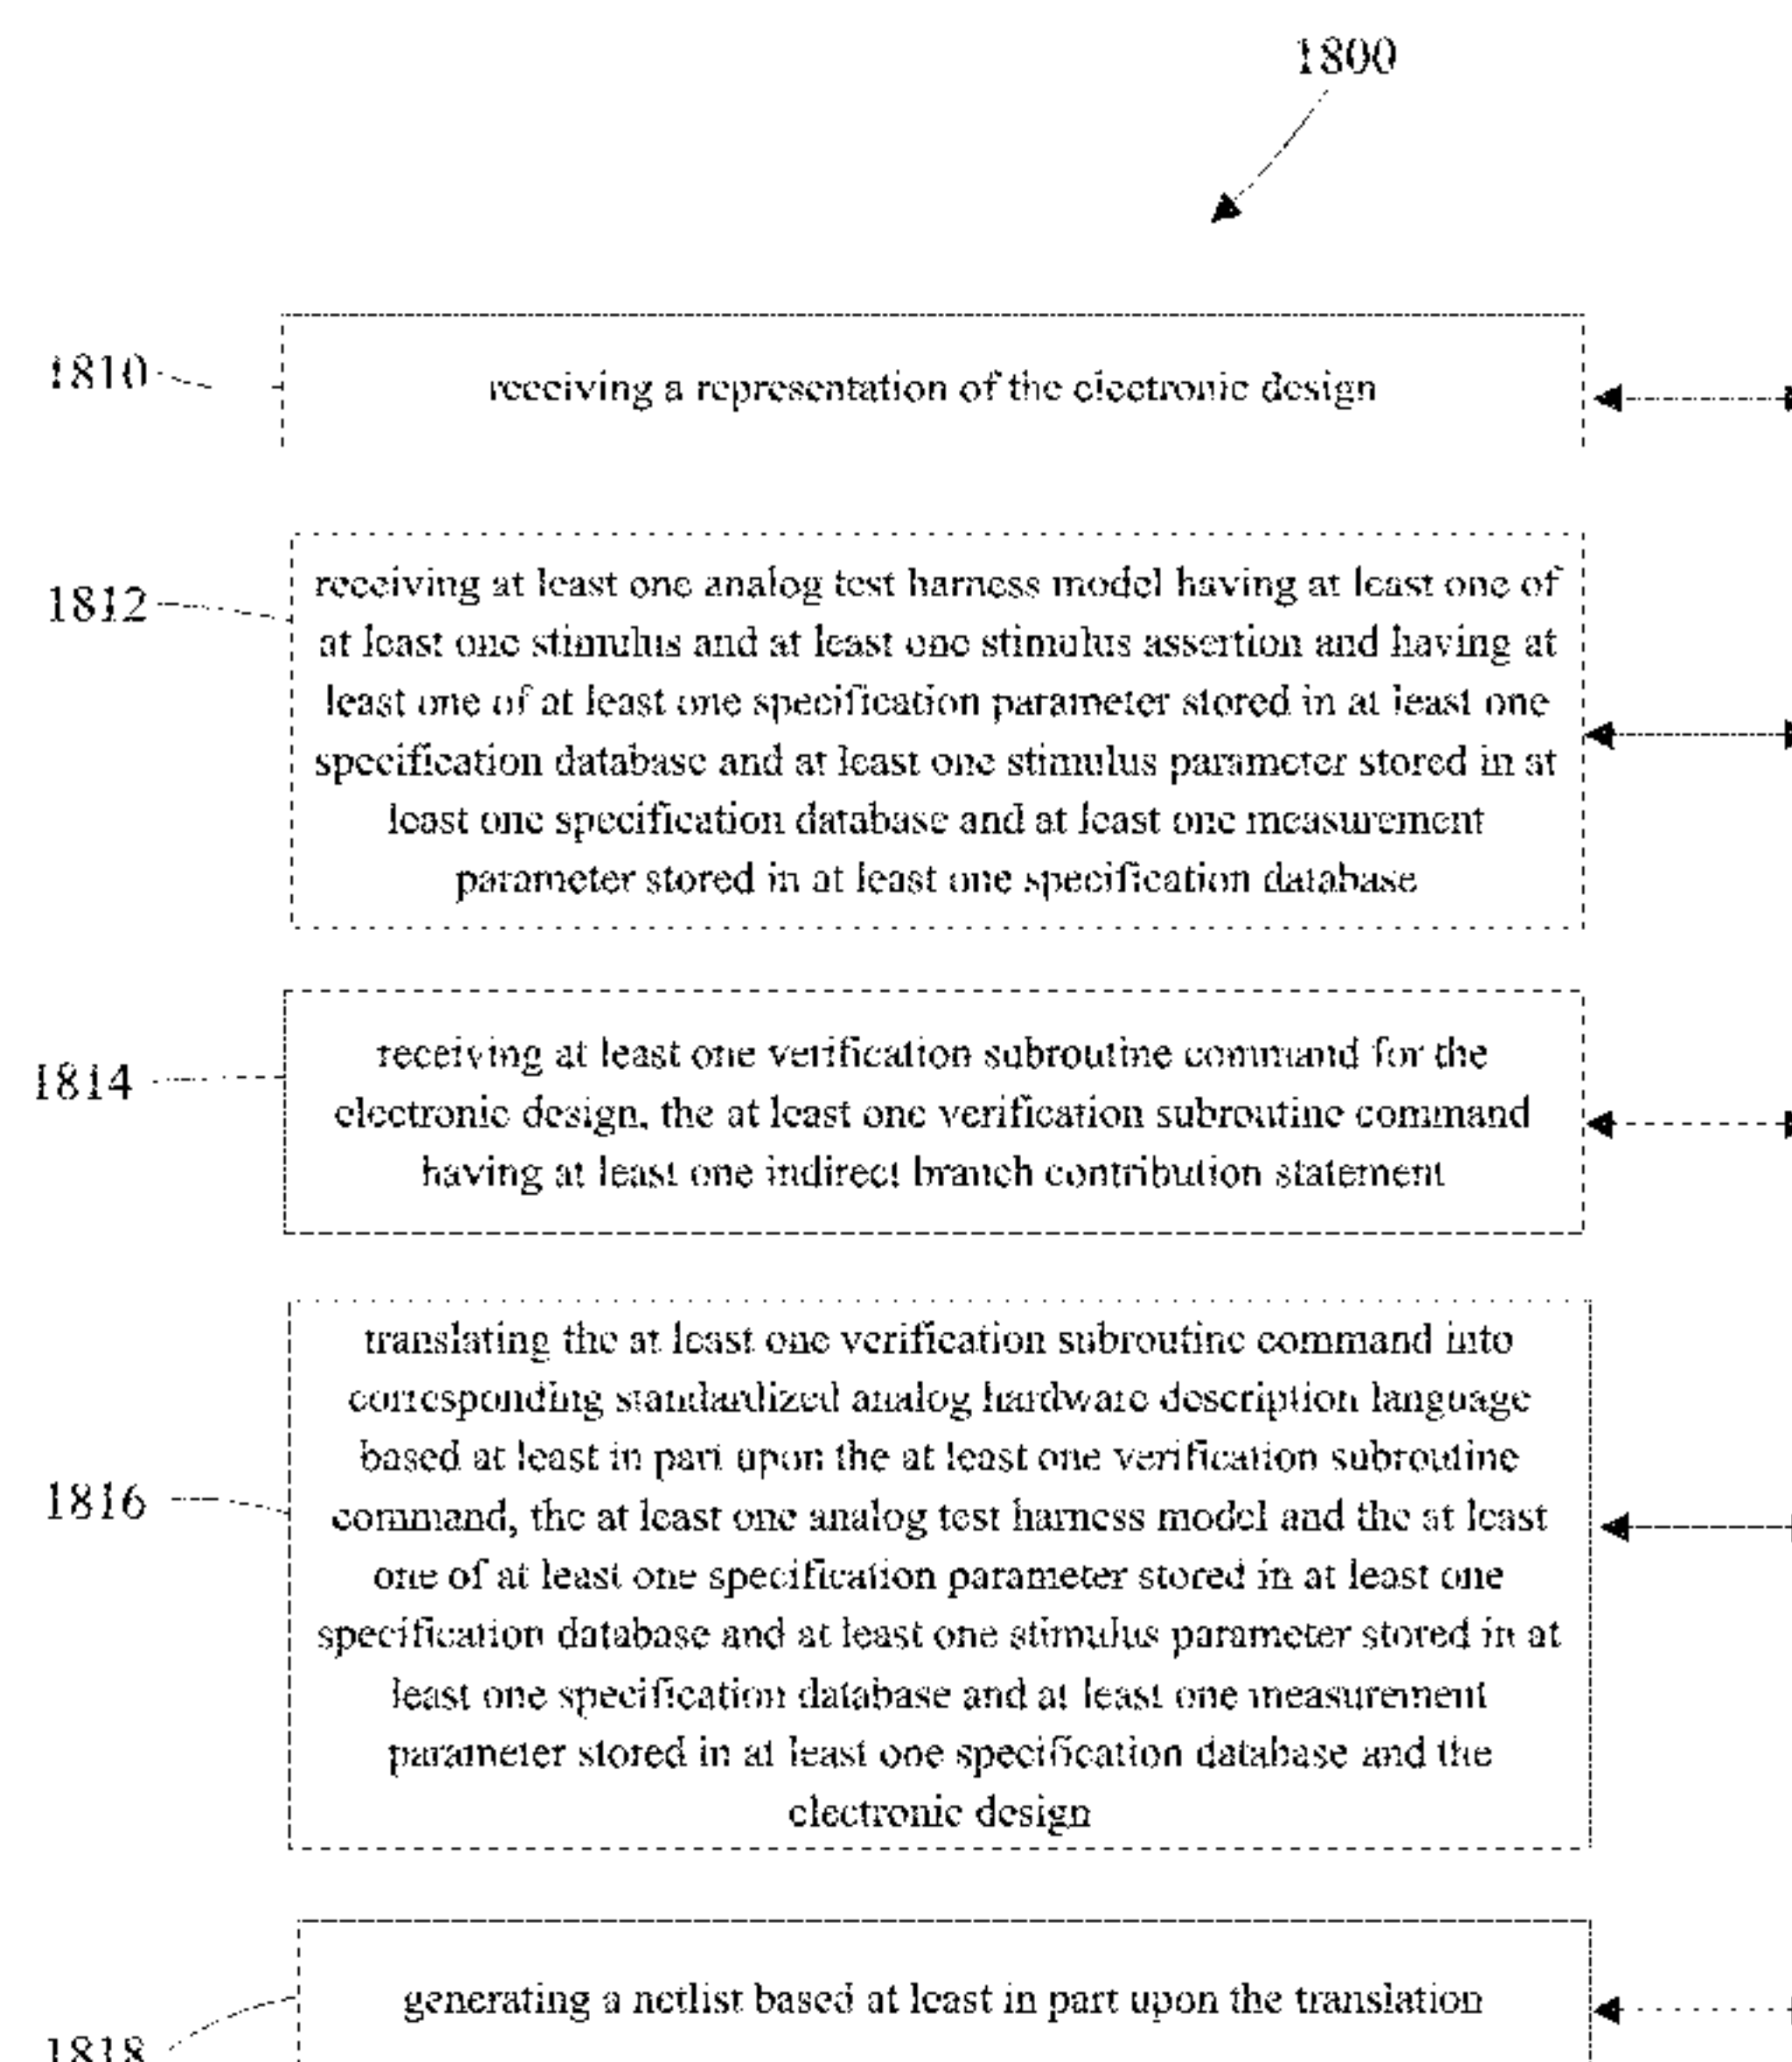 1800
1810
receiving a representation of the electronic design
1812
receiving at least one analog test harness model having at least one of
at least one stimulus and at least one stimulus assertion and having at
least one of at least one specification parameter stored in at least one
specification database and at least one stimulus parameter stored in at
least one specification database and at least one measurement
parameter stored in at least one specification database
1814
receiving at least one verification subroutine command for the
electronic design, the at least one verification subroutine command
having at least one indirect branch contribution statement
1816
translating the at least one verification subroutine command into
corresponding standardized analog hardware description language
based at least in part upon the at least one verification subroutine
command, the at least one analog test harness model and the at least
one of at least one specification parameter stored in at least one
specification database and at least one stimulus parameter stored in at
least one specification database and at least one measurement
parameter stored in at least one specification database and the
electronic design
1818
generating a netlist based at least in part upon the translation